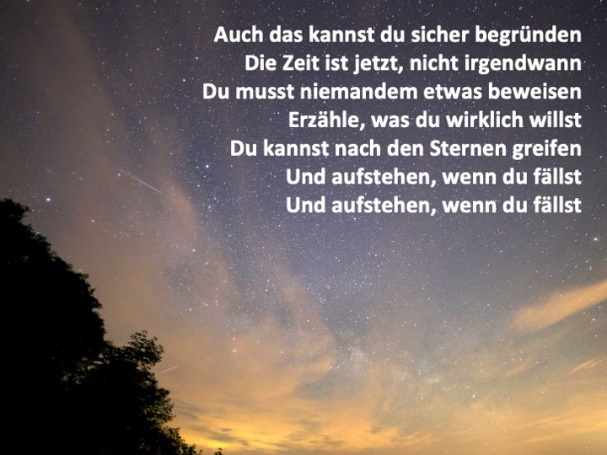 Auch das kannst du sicher begründen
Die Zeit ist jetzt, nicht irgendwann
Du musst niemandem etwas beweisen
Erzähle, was du wirklich willst
Du kannst nach den Sternen greifen
Und aufstehen, wenn du fällst
Und aufstehen, wenn du fällst